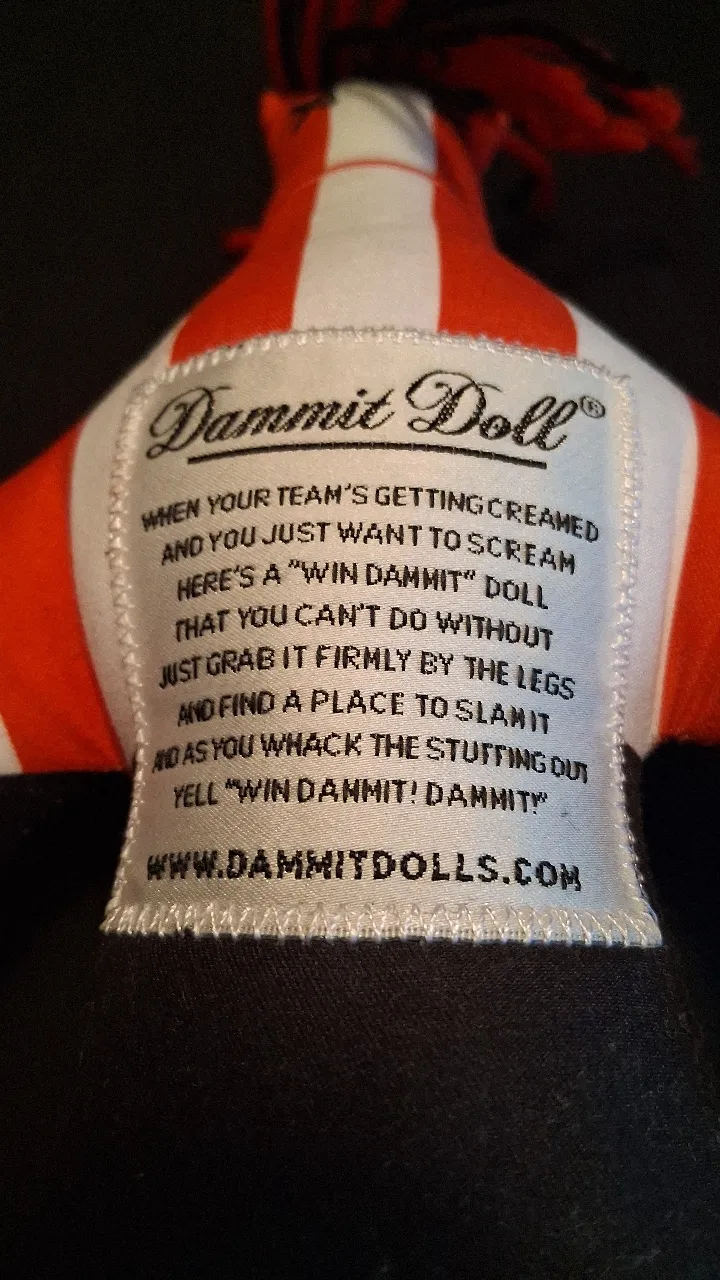 Dammit Doll®
WHEN YOUR TEAM'S GETTING CREAMED
AND YOU JUST WANT TO SCREAM
HERE'S A "WIN DAMMIT" DOLL
THAT YOU CAN'T DO WITHOUT
JUST GRAB IT FIRMLY BY THE LEGS
AND FIND A PLACE TO SLAM IT
AND AS YOU WHACK THE STUFFING OUT
YELL "WIN DAMMIT! DAMMIT!"
WWW.DAMMITDOLLS.COM